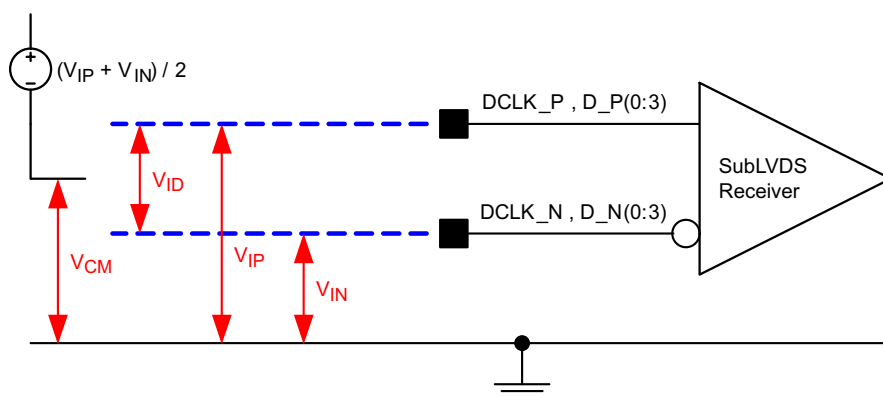 +
−
(VIP + VIN) / 2
DCLK_P , D_P(0:3)
SubLVDS
Receiver
VID
DCLK_N , D_N(0:3)
VCM
VIP
VIN